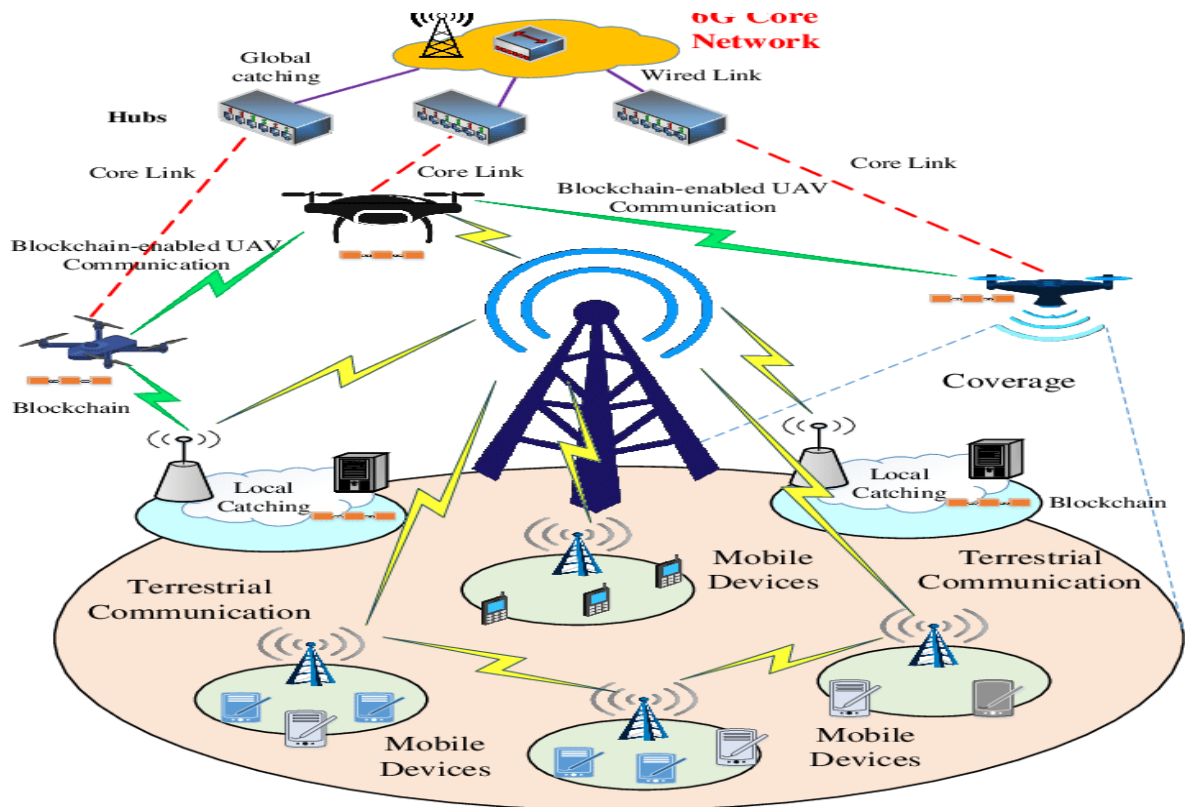 6G Core
Network
Global
catching
Wired Link
Hubs
Core Link
Core Link
Core Link
Blockchain-enabled UAV
Communication
Blockchain-enabled UAV
Communication
Blockchain
Coverage
Local
Catching
Local
Catching
Blockchain
Terrestrial
Communication
Mobile
Devices
Terrestrial
Communication
Mobile
Devices
Mobile
Devices